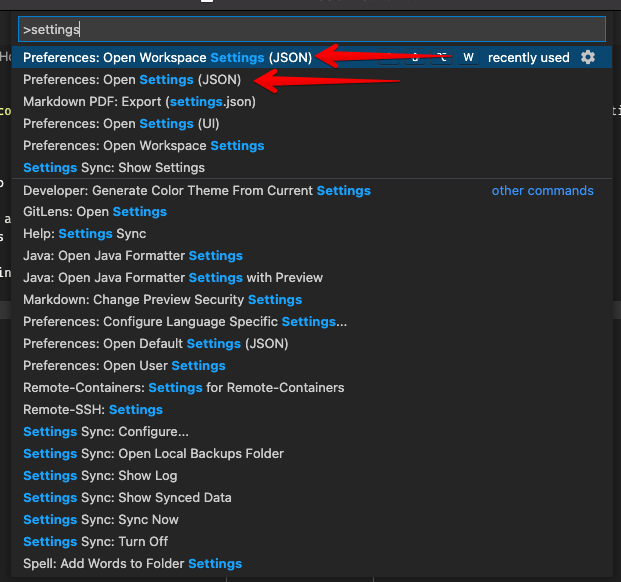 >settings
Preferences: Open Workspace Settings (JSON) W recently used
Preferences: Open Settings (JSON)
Markdown PDF: Export (settings.json)
Preferences: Open Settings (UI)
Preferences: Open Workspace Settings
Settings Sync: Show Settings
Developer: Generate Color Theme From Current Settings other commands
GitLens: Open Settings
Help: Settings Sync
Java: Open Java Formatter Settings
Java: Open Java Formatter Settings with Preview
Markdown: Change Preview Security Settings
Preferences: Configure Language Specific Settings...
Preferences: Open Default Settings (JSON)
Preferences: Open User Settings
Remote-Containers: Settings for Remote-Containers
Remote-SSH: Settings
Settings Sync: Configure...
Settings Sync: Open Local Backups Folder
Settings Sync: Show Log
Settings Sync: Show Synced Data
Settings Sync: Sync Now
Settings Sync: Turn Off
Spell: Add Words to Folder Settings